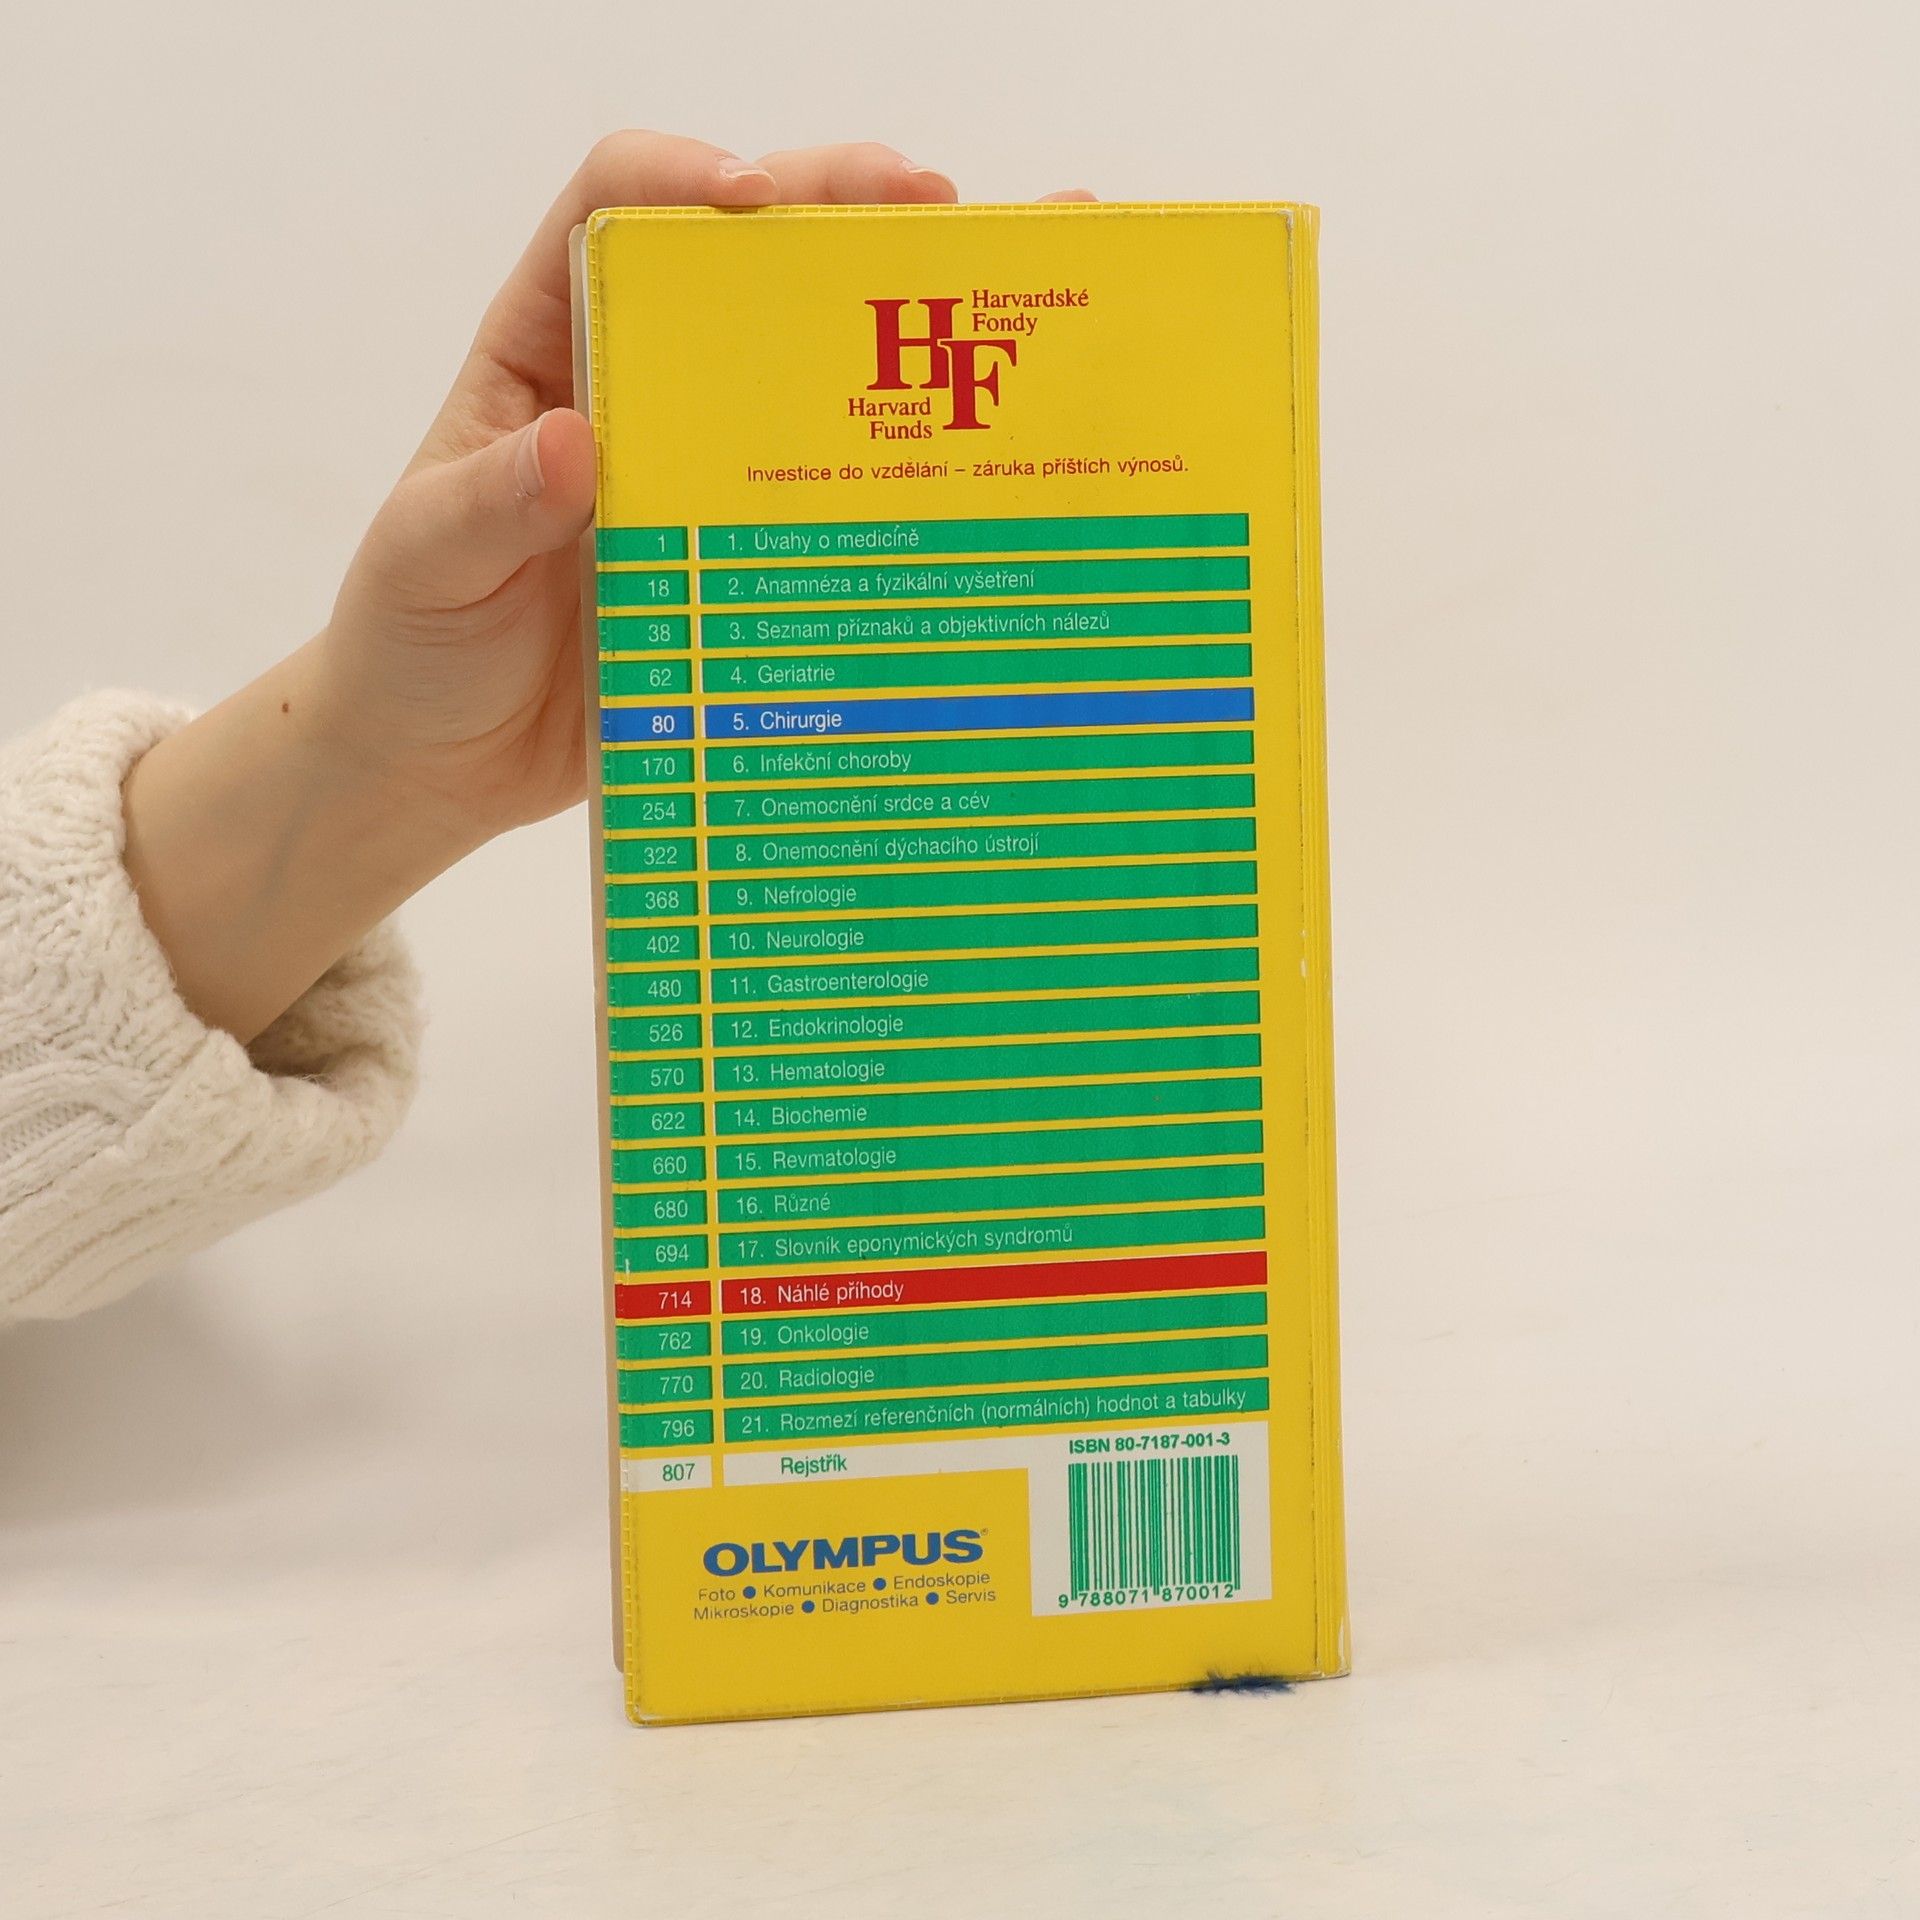 HF
Harvardské
Fondy
Harvard
Funds
Investice do vzdělání – záruka příštích výnosů.
1 1. Úvahy o medicíně
18 2. Anamnéza a fyzikální vyšetření
38 3. Seznam příznaků a objektivních nálezů
62 4. Geriatrie
80 5. Chirurgie
170 6. Infekční choroby
254 7. Onemocnění srdce a cév
322 8. Onemocnění dýchacího ústrojí
368 9. Nefrologie
402 10. Neurologie
480 11. Gastroenterologie
526 12. Endokrinologie
570 13. Hematologie
622 14. Biochemie
660 15. Revmatologie
680 16. Různé
694 17. Slovník eponymických syndromů
714 18. Náhlé příhody
762 19. Onkologie
770 20. Radiologie
796 21. Rozmezí referenčních (normálních) hodnot a tabulky
807 Rejstřík
ISBN 80-7187-001-3
9 788071 870012
OLYMPUS®
Foto ● Komunikace ● Endoskopie
Mikroskopie ● Diagnostika ● Servis